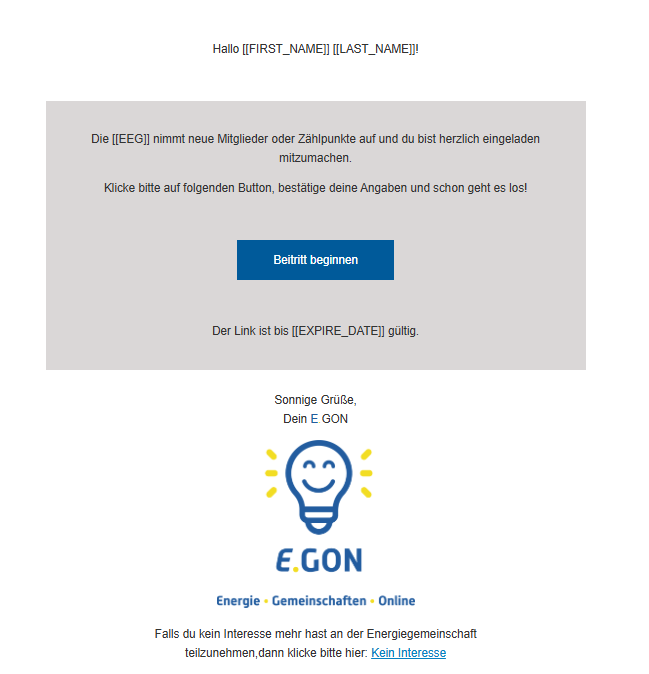 Hallo [[FIRST_NAME]] [[LAST_NAME]]!
Die [[EEG]] nimmt neue Mitglieder oder Zählpunkte auf und du bist herzlich eingeladen
mitzumachen.
Klicke bitte auf folgenden Button, bestätige deine Angaben und schon geht es los!
Beitritt beginnen
Der Link ist bis [[EXPIRE_DATE]] gültig.
Sonnige Grüße,
Dein E GON
E.GON
Energie • Gemeinschaften • Online
Falls du kein Interesse mehr hast an der Energiegemeinschaft
teilzunehmen,dann klicke bitte hier: Kein Interesse